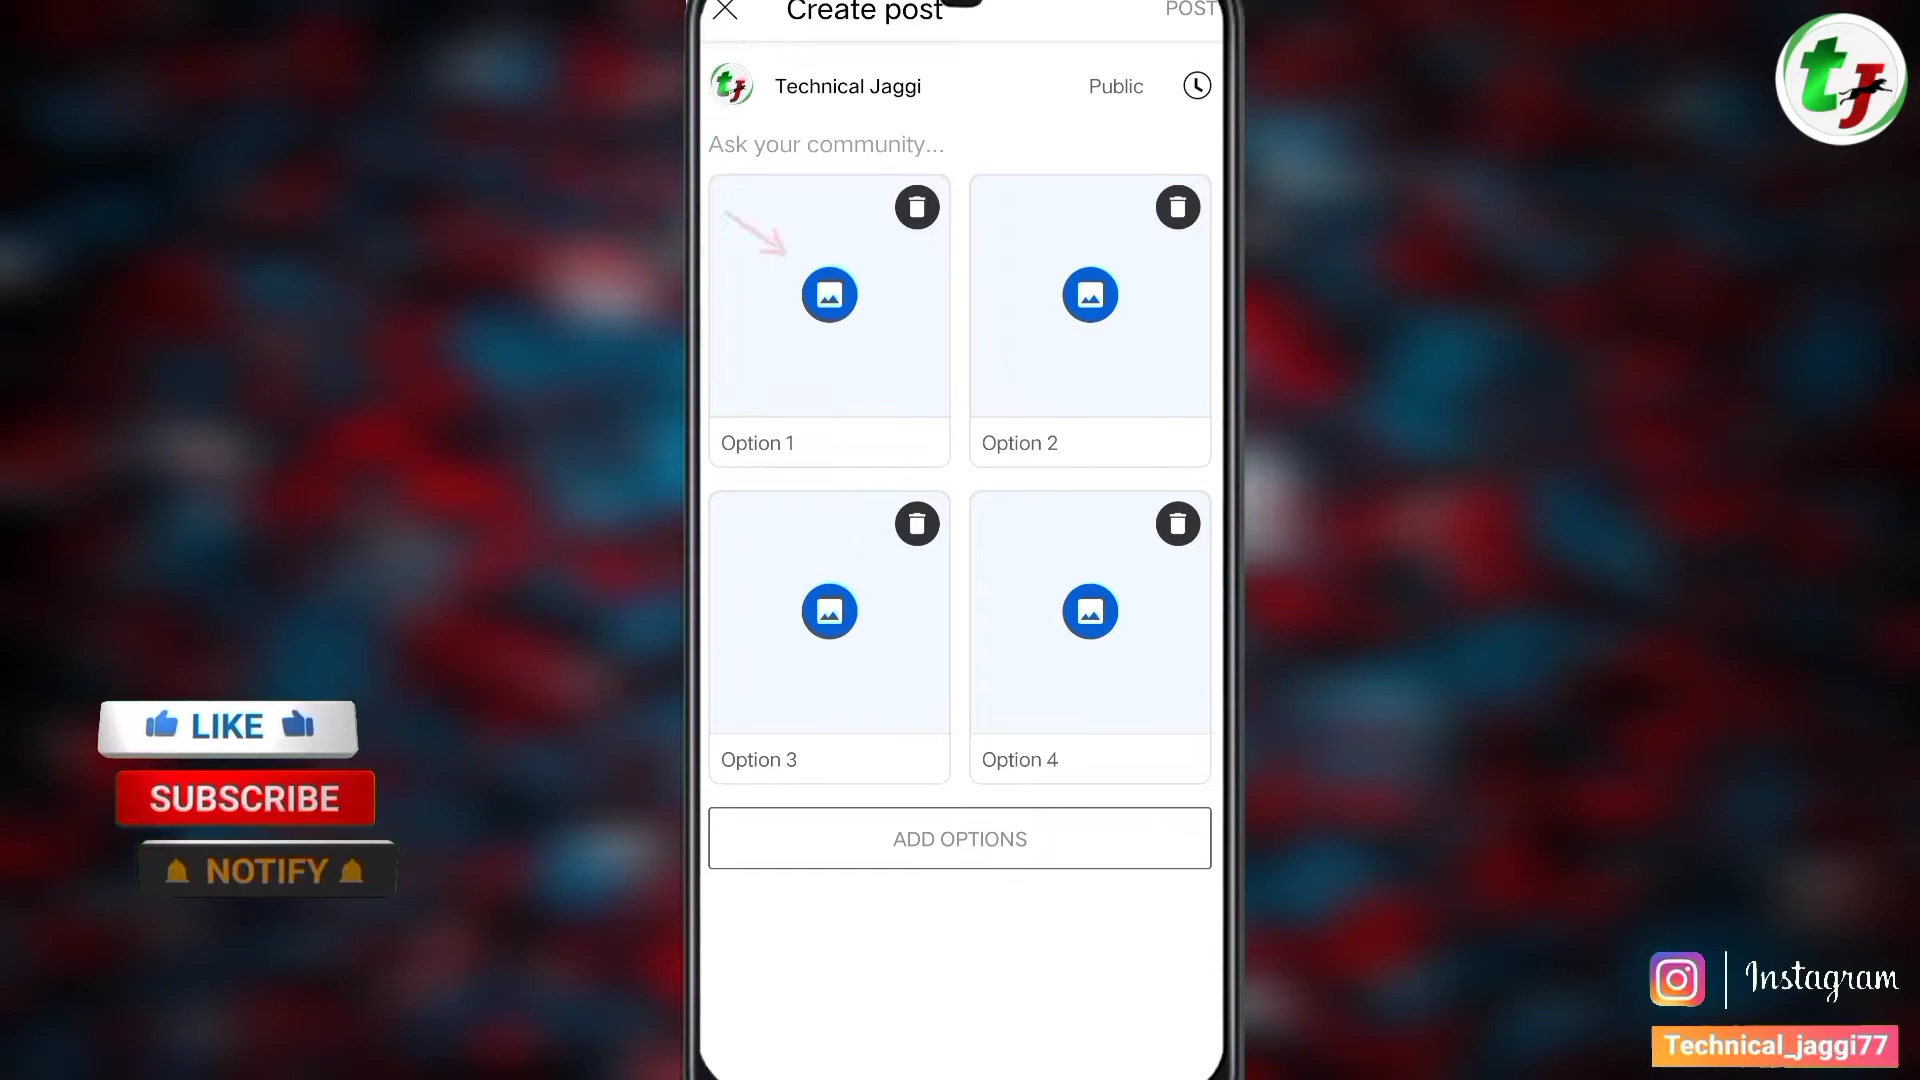 Create post
POST
Technical Jaggi
Public
Ask your community...
Option 1
Option 2
Option 3
Option 4
ADD OPTIONS
LIKE
SUBSCRIBE
NOTIFY
tJ
Instagram
Technical_jaggi77